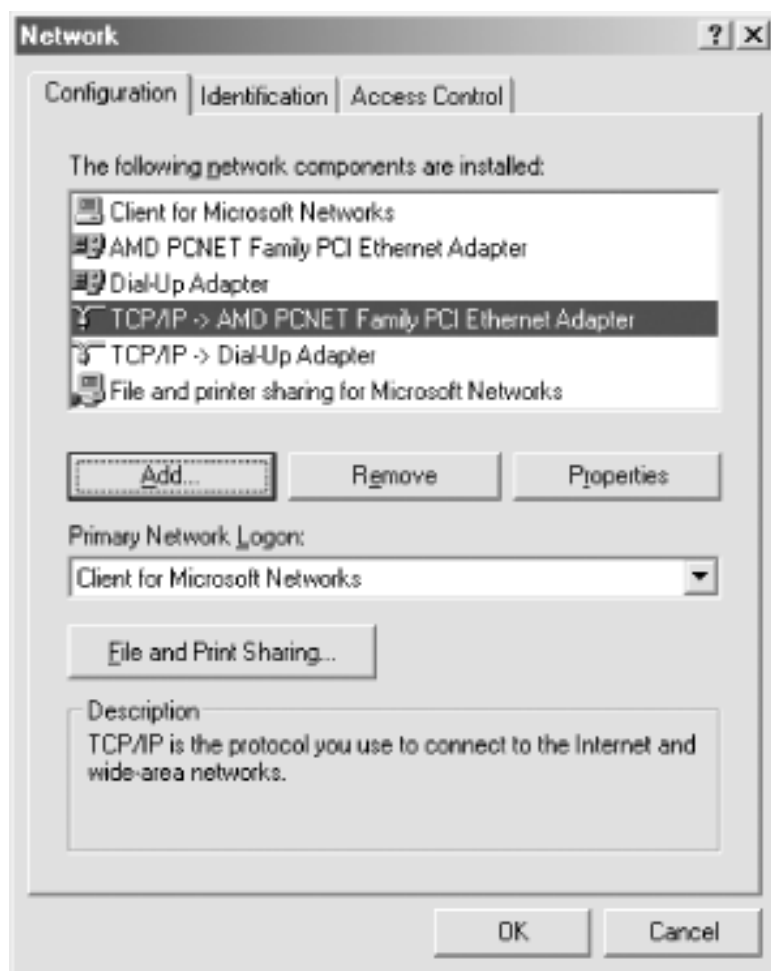 Network
Configuration Identification Access Control
The following network components are installed:
Client for Microsoft Networks
AMD PCNET Family PCI Ethernet Adapter
Dial-Up Adapter
TCP/IP -> AMD PCNET Family PCI Ethernet Adapter
TCP/IP -> Dial-Up Adapter
File and printer sharing for Microsoft Networks
Add... Remove Properties
Primary Network Logon:
Client for Microsoft Networks
File and Print Sharing...
Description
TCP/IP is the protocol you use to connect to the Internet and
wide-area networks.
OK Cancel